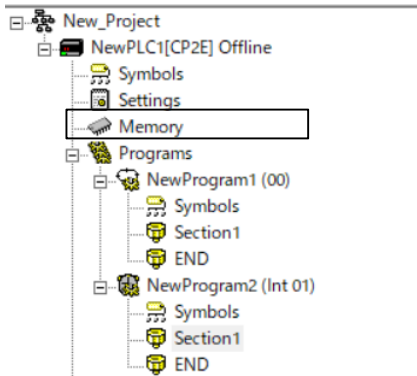 New_Project
NewPLC1[CP2E] Offline
Symbols
Settings
Memory
Programs
NewProgram1 (00)
Symbols
Section1
END
NewProgram2 (Int 01)
Symbols
Section1
END